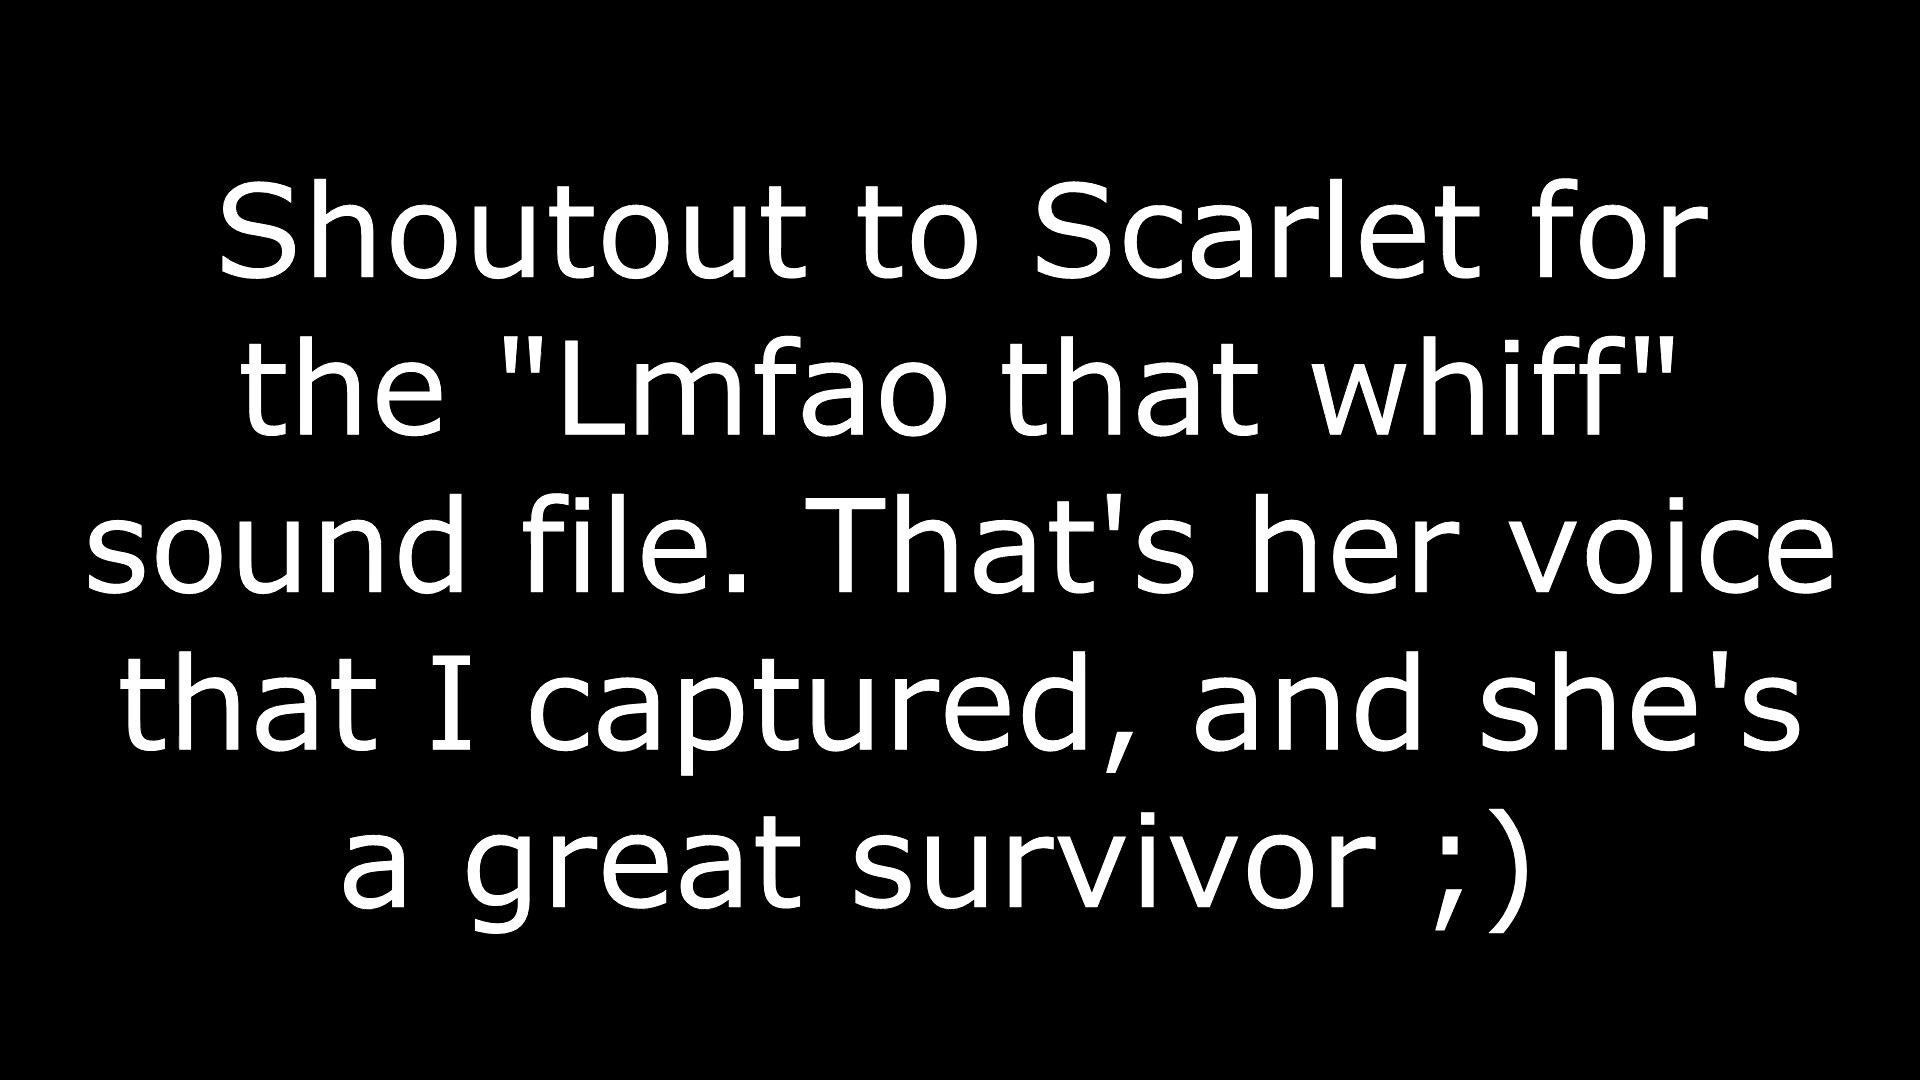 Shoutout to Scarlet for
the "Lmfao that whiff"
sound file. That's her voice
that I captured, and she's
a great survivor ;)